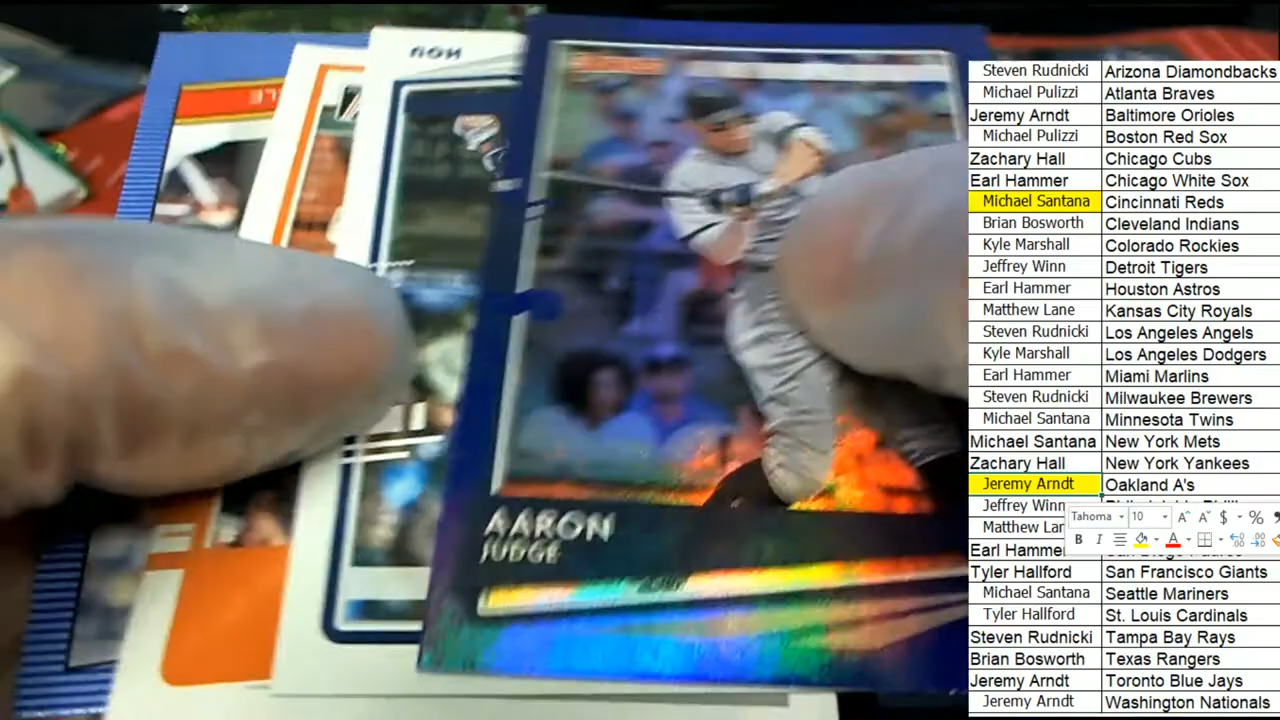 HOU
AARON
JUDGE
Steven Rudnicki Arizona Diamondbacks
Michael Pulizzi Atlanta Braves
Jeremy Arndt Baltimore Orioles
Michael Pulizzi Boston Red Sox
Zachary Hall Chicago Cubs
Earl Hammer Chicago White Sox
Michael Santana Cincinnati Reds
Brian Bosworth Cleveland Indians
Kyle Marshall Colorado Rockies
Jeffrey Winn Detroit Tigers
Earl Hammer Houston Astros
Matthew Lane Kansas City Royals
Steven Rudnicki Los Angeles Angels
Kyle Marshall Los Angeles Dodgers
Earl Hammer Miami Marlins
Steven Rudnicki Milwaukee Brewers
Michael Santana Minnesota Twins
Michael Santana New York Mets
Zachary Hall New York Yankees
Jeremy Arndt Oakland A's
Jeffrey Winn
Tahoma 10 A A $ % 
Matthew Lan
B I A
Earl Hamme
Tyler Hallford San Francisco Giants
Michael Santana Seattle Mariners
Tyler Hallford St. Louis Cardinals
Steven Rudnicki Tampa Bay Rays
Brian Bosworth Texas Rangers
Jeremy Arndt Toronto Blue Jays
Jeremy Arndt Washington Nationals